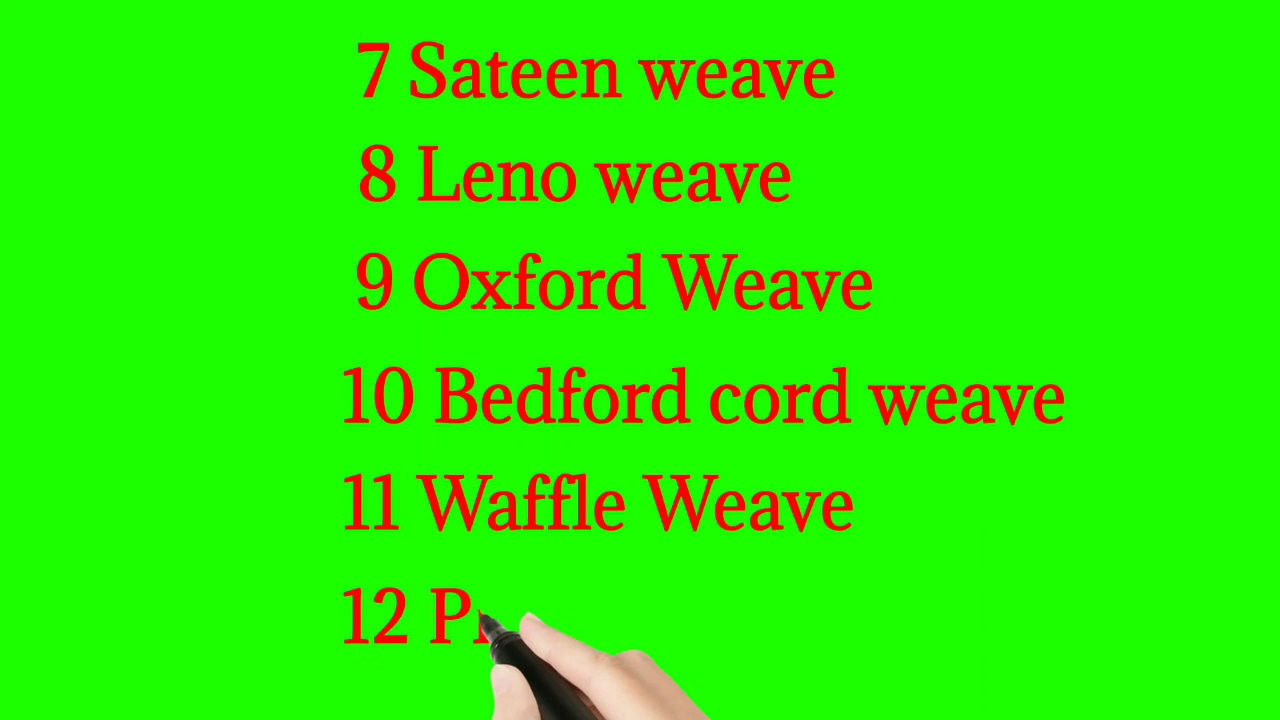 7 Sateen weave
8 Leno weave
9 Oxford Weave
10 Bedford cord weave
11 Waffle Weave
12 P